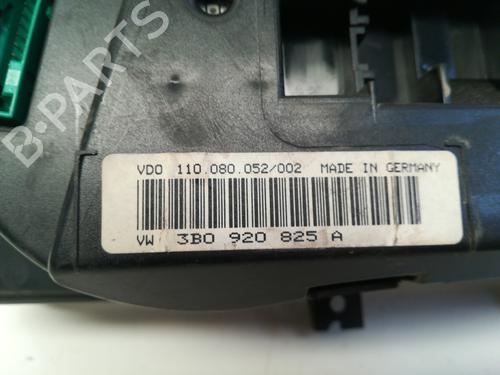 B-PARTS
VDO 110.080.052/002 MADE IN GERMANY
VW 3B0 920 825 A